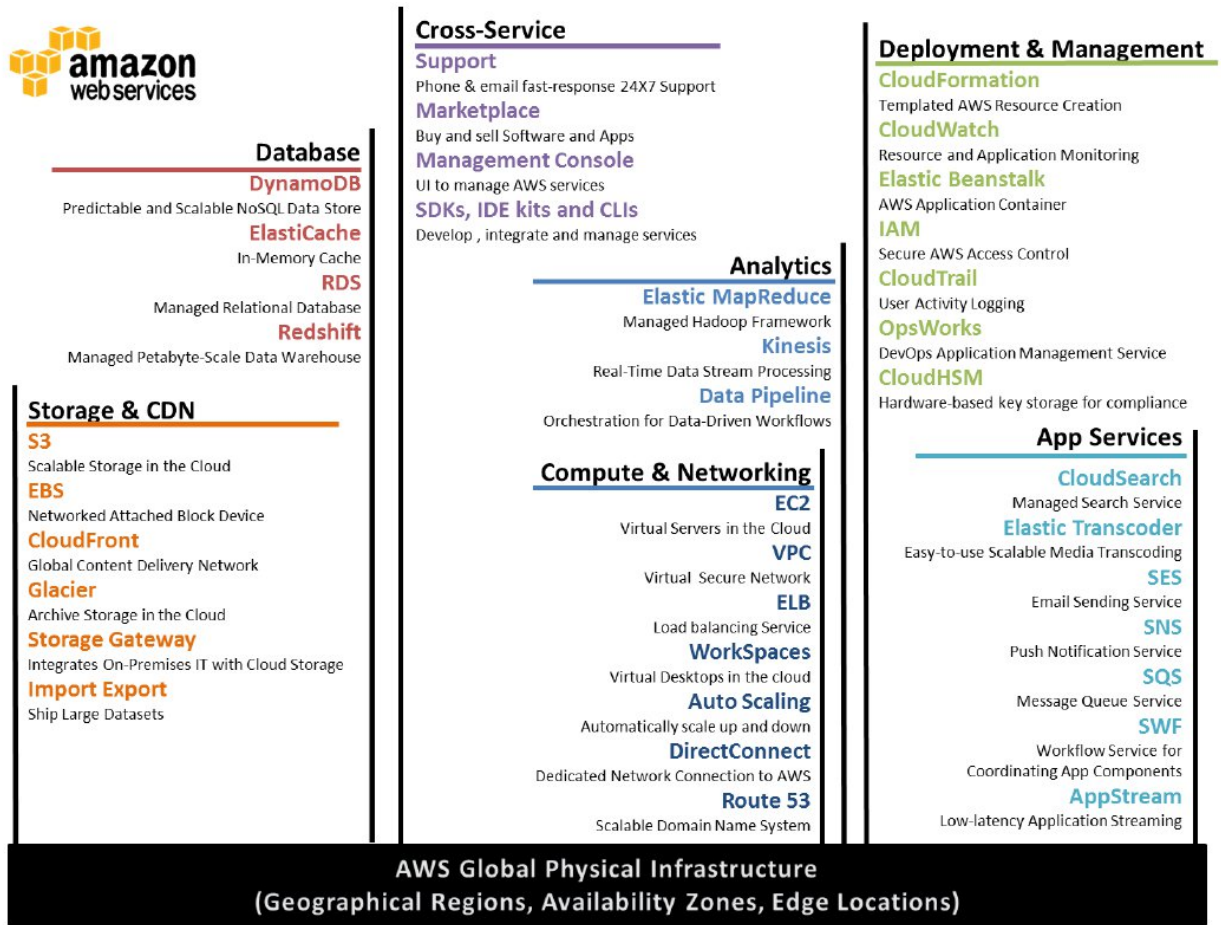 amazon
web services
Database
DynamoDB
Predictable and Scalable NoSQL Data Store
ElastiCache
In-Memory Cache
RDS
Managed Relational Database
Redshift
Managed Petabyte-Scale Data Warehouse
Storage & CDN
S3
Scalable Storage in the Cloud
EBS
Networked Attached Block Device
CloudFront
Global Content Delivery Network
Glacier
Archive Storage in the Cloud
Storage Gateway
Integrates On-Premises IT with Cloud Storage
Import Export
Ship Large Datasets
Cross-Service
Support
Phone & email fast-response 24X7 Support
Marketplace
Buy and sell Software and Apps
Management Console
UI to manage AWS services
SDKs, IDE kits and CLIs
Develop , integrate and manage services
Analytics
Elastic MapReduce
Managed Hadoop Framework
Kinesis
Real-Time Data Stream Processing
Data Pipeline
Orchestration for Data-Driven Workflows
Compute & Networking
EC2
Virtual Servers in the Cloud
VPC
Virtual Secure Network
ELB
Load balancing Service
WorkSpaces
Virtual Desktops in the cloud
Auto Scaling
Automatically scale up and down
DirectConnect
Dedicated Network Connection to AWS
Route 53
Scalable Domain Name System
Deployment & Management
CloudFormation
Templated AWS Resource Creation
CloudWatch
Resource and Application Monitoring
Elastic Beanstalk
AWS Application Container
IAM
Secure AWS Access Control
CloudTrail
User Activity Logging
OpsWorks
DevOps Application Management Service
CloudHSM
Hardware-based key storage for compliance
App Services
CloudSearch
Managed Search Service
Elastic Transcoder
Easy-to-use Scalable Media Transcoding
SES
Email Sending Service
SNS
Push Notification Service
SQS
Message Queue Service
SWF
Workflow Service for
Coordinating App Components
AppStream
Low-latency Application Streaming
AWS Global Physical Infrastructure
(Geographical Regions, Availability Zones, Edge Locations)